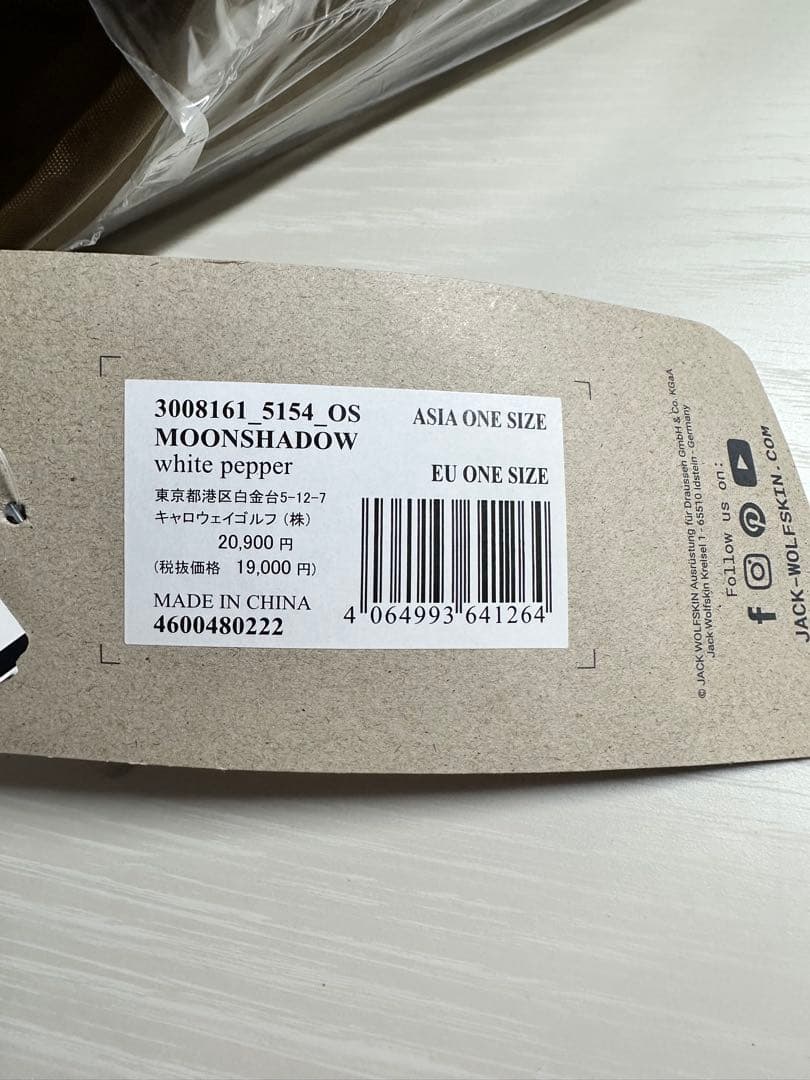 3008161_5154_OS
MOONSHADOW
white pepper
ASIA ONE SIZE
EU ONE SIZE
東京都港区白金台5-12-7
キャロウェイゴルフ (株)
20,900 円
(税抜価格 19,000 円)
MADE IN CHINA
4600480222
4 064993 641264
© JACK WOLFSKIN Ausrüstung für Draussen GmbH & Co. KGaA
Jack Wolfskin Kreisel 1 - 65510 Idstein - Germany
Follow us on:
JACK-WOLFSKIN.COM